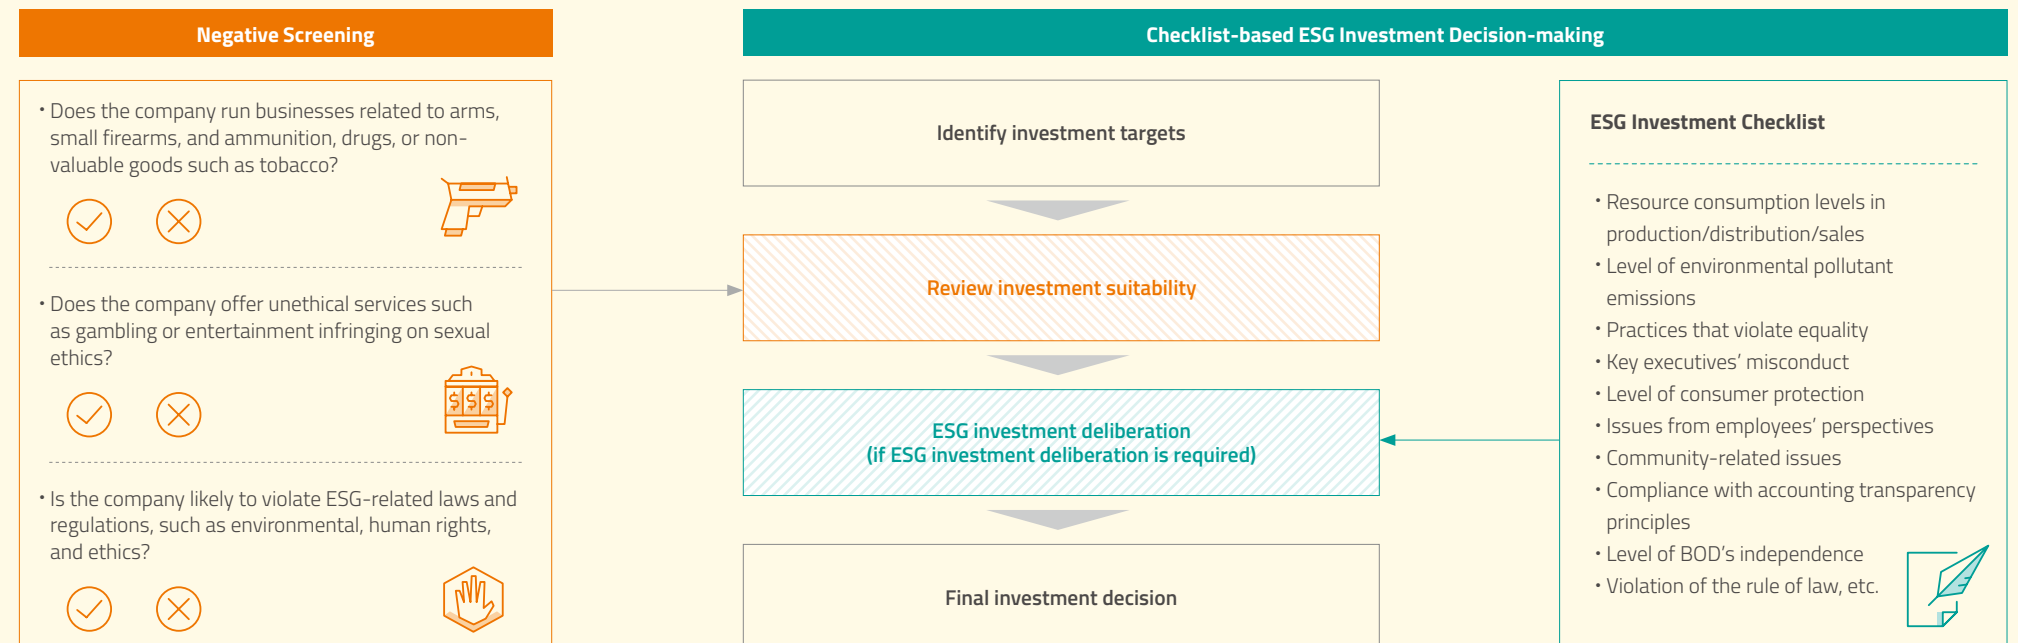 Negative Screening
• Does the company run businesses related to arms,
small firearms, and ammunition, drugs, or non-
valuable goods such as tobacco?
• Does the company offer unethical services such
as gambling or entertainment infringing on sexual
ethics?
$ $ $
• Is the company likely to violate ESG-related laws and
regulations, such as environmental, human rights,
and ethics?
Checklist-based ESG Investment Decision-making
Identify investment targets
Review investment suitability
ESG investment deliberation
(if ESG investment deliberation is required)
Final investment decision
ESG Investment Checklist
• Resource consumption levels in
production/distribution/sales
• Level of environmental pollutant
emissions
• Practices that violate equality
• Key executives’ misconduct
• Level of consumer protection
• Issues from employees’ perspectives
• Community-related issues
• Compliance with accounting transparency
principles
• Level of BOD’s independence
• Violation of the rule of law, etc.